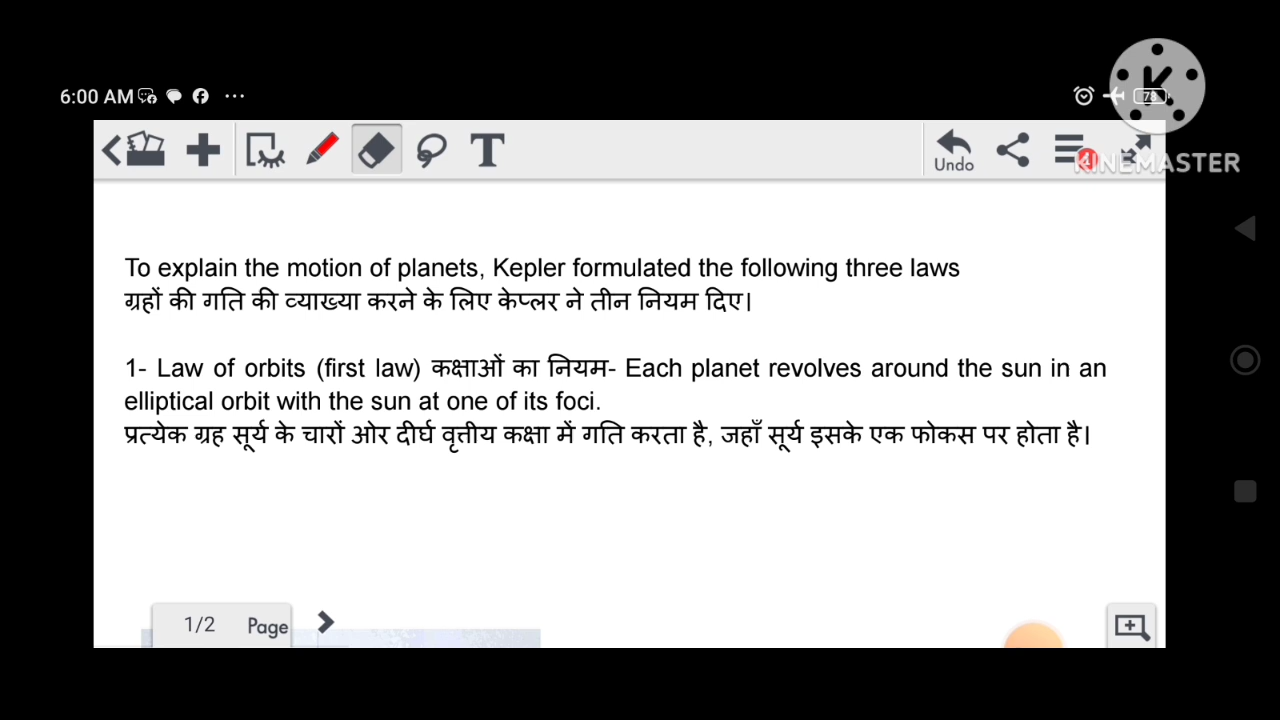 6:00 AM
78
KINEMASTER
Undo
4
To explain the motion of planets, Kepler formulated the following three laws
ग्रहों की गति की व्याख्या करने के लिए केप्लर ने तीन नियम दिए।
1- Law of orbits (first law) कक्षाओं का नियम- Each planet revolves around the sun in an
elliptical orbit with the sun at one of its foci.
प्रत्येक ग्रह सूर्य के चारों ओर दीर्घ वृत्तीय कक्षा में गति करता है, जहाँ सूर्य इसके एक फोकस पर होता है।
1/2 Page